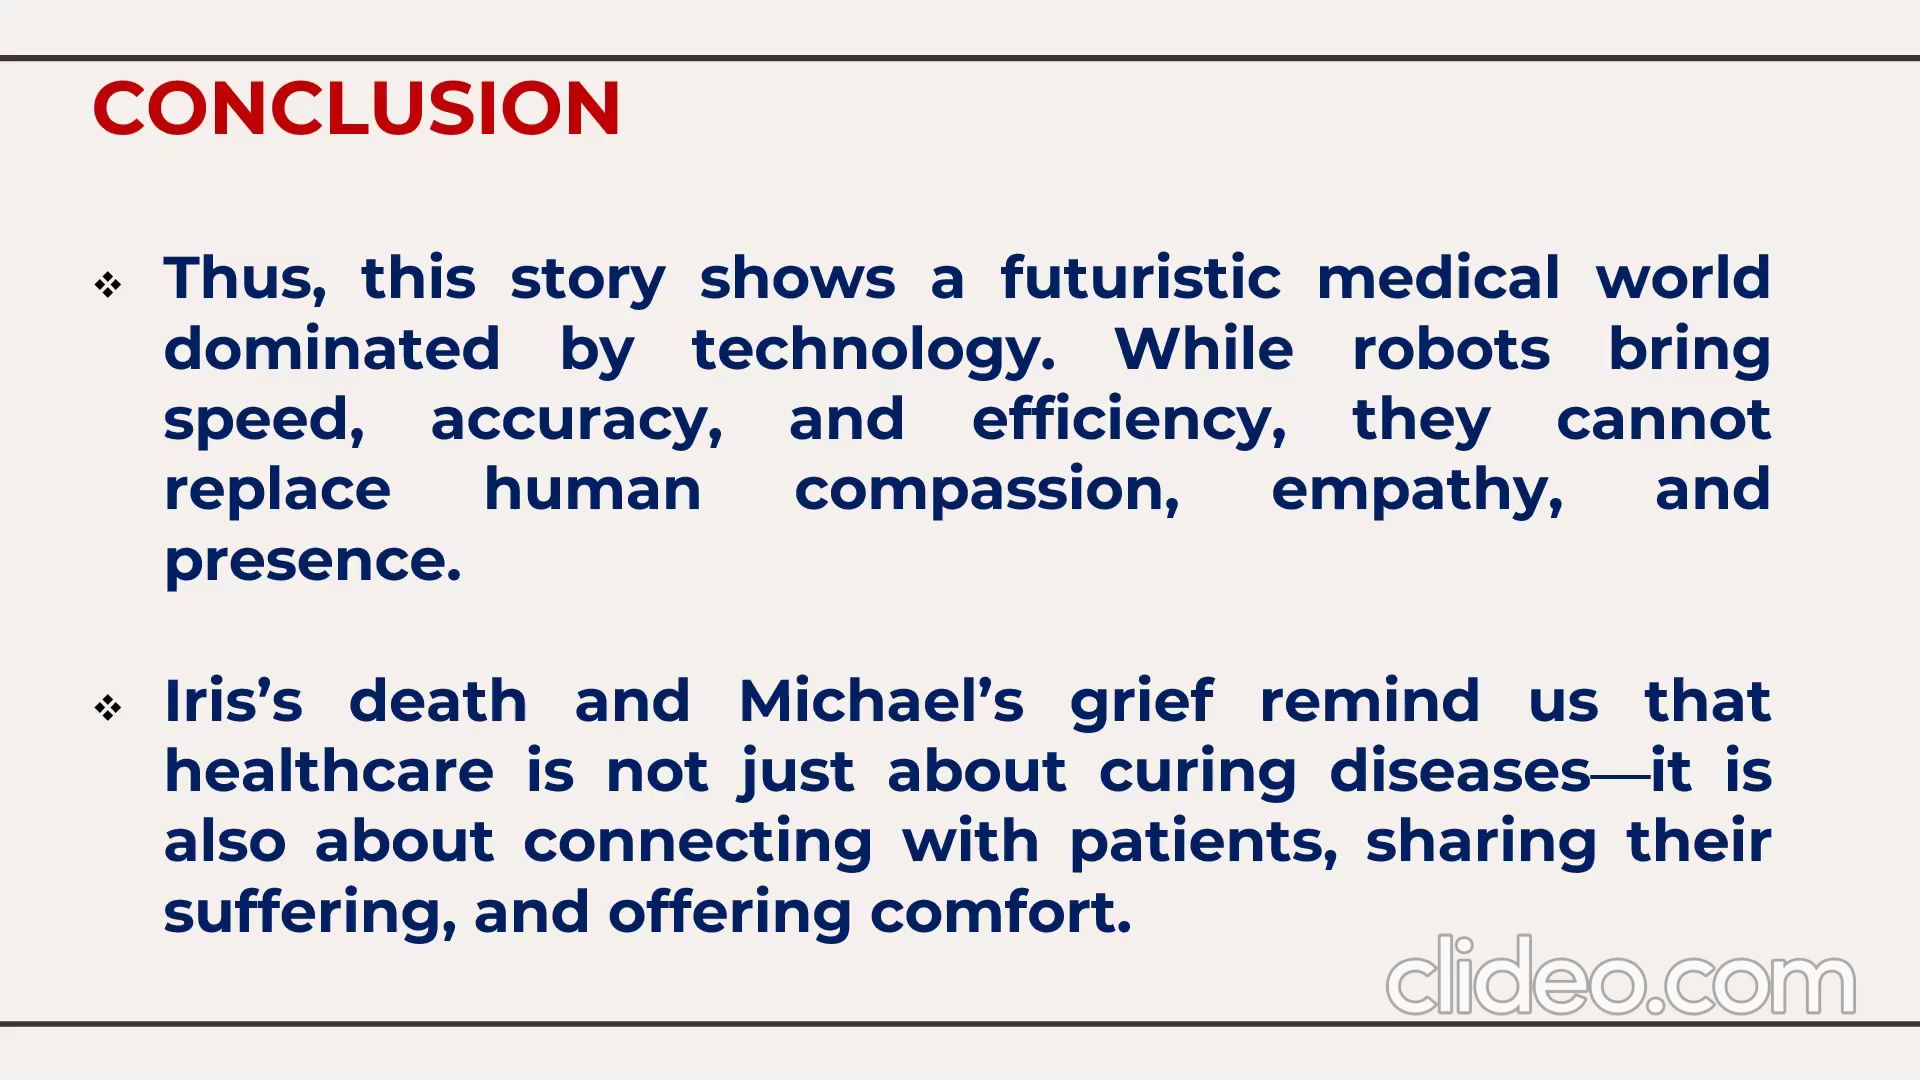 CONCLUSION
❖ Thus, this story shows a futuristic medical world
dominated by technology. While robots bring
speed, accuracy, and efficiency, they cannot
replace human compassion, empathy, and
presence.
❖ Iris’s death and Michael’s grief remind us that
healthcare is not just about curing diseases—it is
also about connecting with patients, sharing their
suffering, and offering comfort.
clideo.com